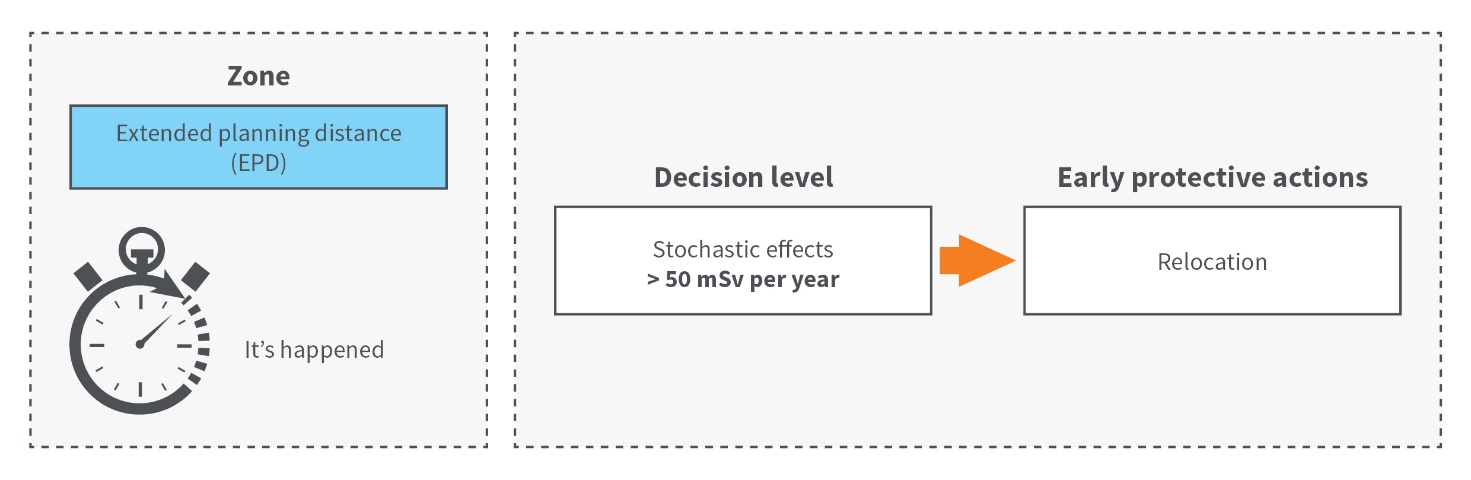 Zone
Extended planning distance
(EPD)
It’s happened
Decision level
Stochastic effects
> 50 mSv per year
Early protective actions
Relocation